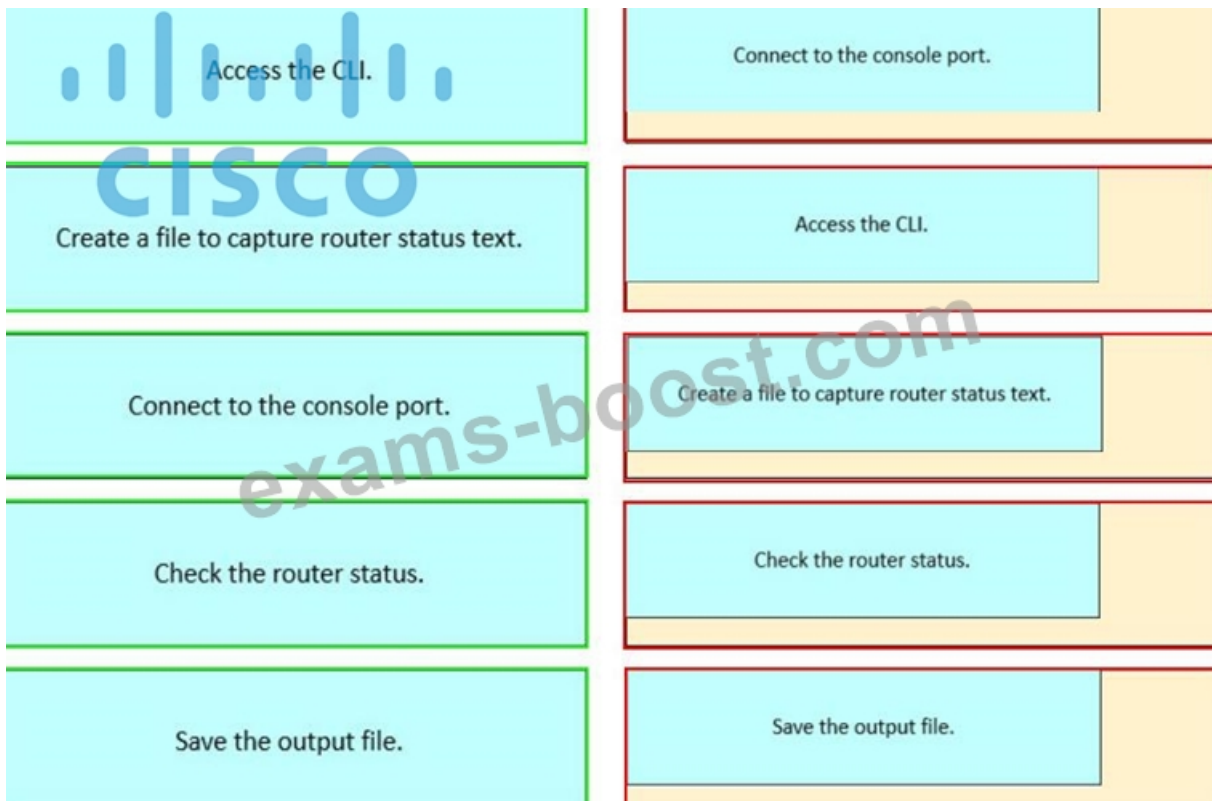 Access the CLI.
CISCO
Create a file to capture router status text.
Connect to the console port.
Check the router status.
Save the output file.
Connect to the console port.
Access the CLI.
Create a file to capture router status text.
Check the router status.
Save the output file.
exams-boost.com